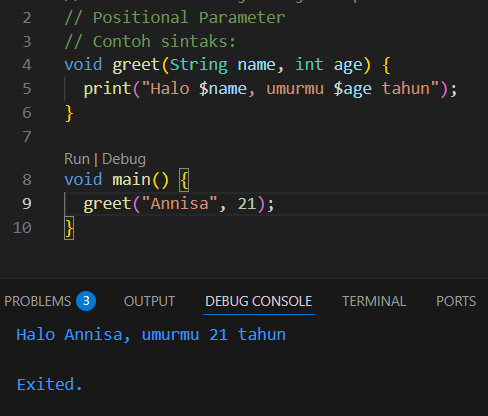 2 // Positional Parameter
3 // Contoh sintaks:
4 void greet(String name, int age) {
5 print("Halo $name, umurmu $age tahun");
6 }
7
Run | Debug
8 void main() {
9 greet("Annisa", 21);
10 }
PROBLEMS 3 OUTPUT DEBUG CONSOLE TERMINAL PORTS
Halo Annisa, umurmu 21 tahun
Exited.